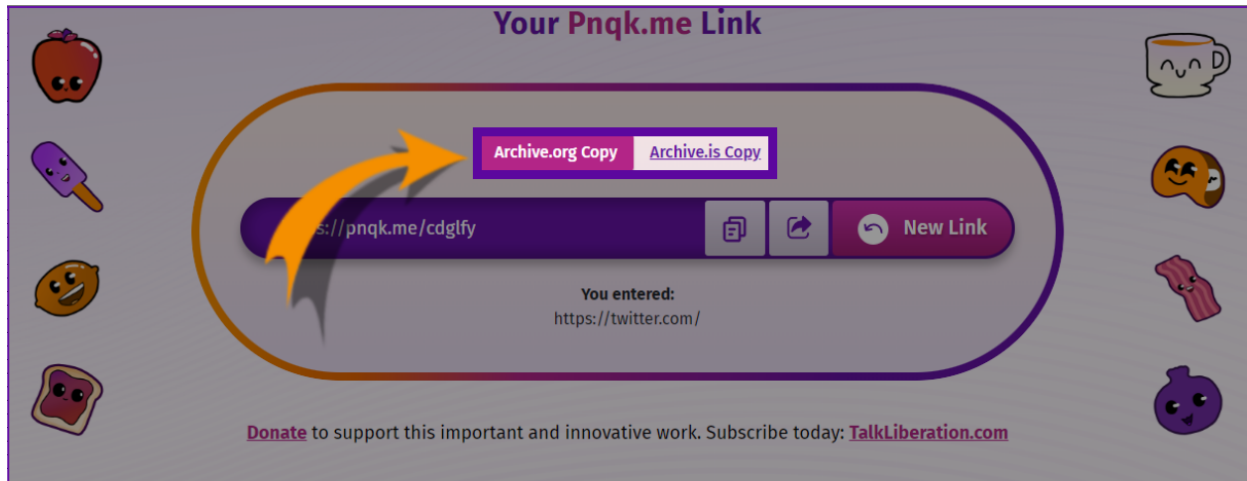 Your Pnqk.me Link
Archive.org Copy Archive.is Copy
s://pnqk.me/cdglfy New Link
You entered:
https://twitter.com/
Donate to support this important and innovative work. Subscribe today: TalkLiberation.com